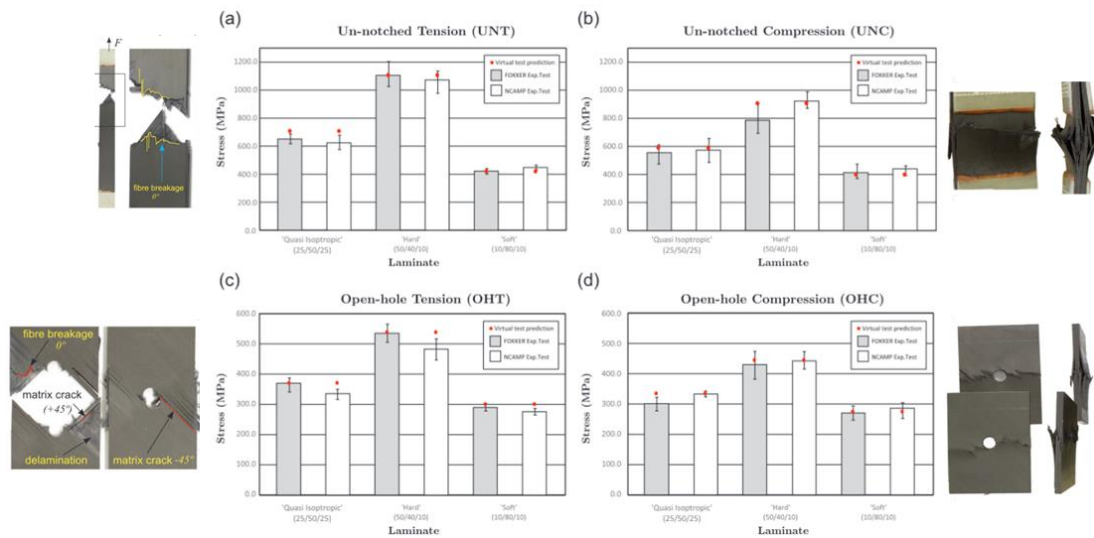 (a)
Un-notched Tension (UNT)
F
fibre breakage
0°
Stress (MPa)
1200.0
1000.0
800.0
600.0
400.0
200.0
0.0
Virtual test prediction
FOKKER Exp.Test
NCAMP Exp.Test
'Quasi Isoptropic'
(25/50/25)
'Hard'
(50/40/10)
'Soft'
(10/80/10)
Laminate
(b)
Un-notched Compression (UNC)
Stress (MPa)
1200.0
1000.0
800.0
600.0
400.0
200.0
0.0
Virtual test prediction
FOKKER Exp.Test
NCAMP Exp.Test
'Quasi Isoptropic'
(25/50/25)
'Hard'
(50/40/10)
'Soft'
(10/80/10)
Laminate
(c)
Open-hole Tension (OHT)
fibre breakage
0°
matrix crack
(+45°)
delamination
matrix crack -45°
Stress (MPa)
600.0
500.0
400.0
300.0
200.0
100.0
0.0
Virtual test prediction
FOKKER Exp.Test
NCAMP Exp.Test
'Quasi Isoptropic'
(25/50/25)
'Hard'
(50/40/10)
'Soft'
(10/80/10)
Laminate
(d)
Open-hole Compression (OHC)
Stress (MPa)
600.0
500.0
400.0
300.0
200.0
100.0
0.0
Virtual test prediction
FOKKER Exp.Test
NCAMP Exp.Test
'Quasi Isoptropic'
(25/50/25)
'Hard'
(50/40/10)
'Soft'
(10/80/10)
Laminate